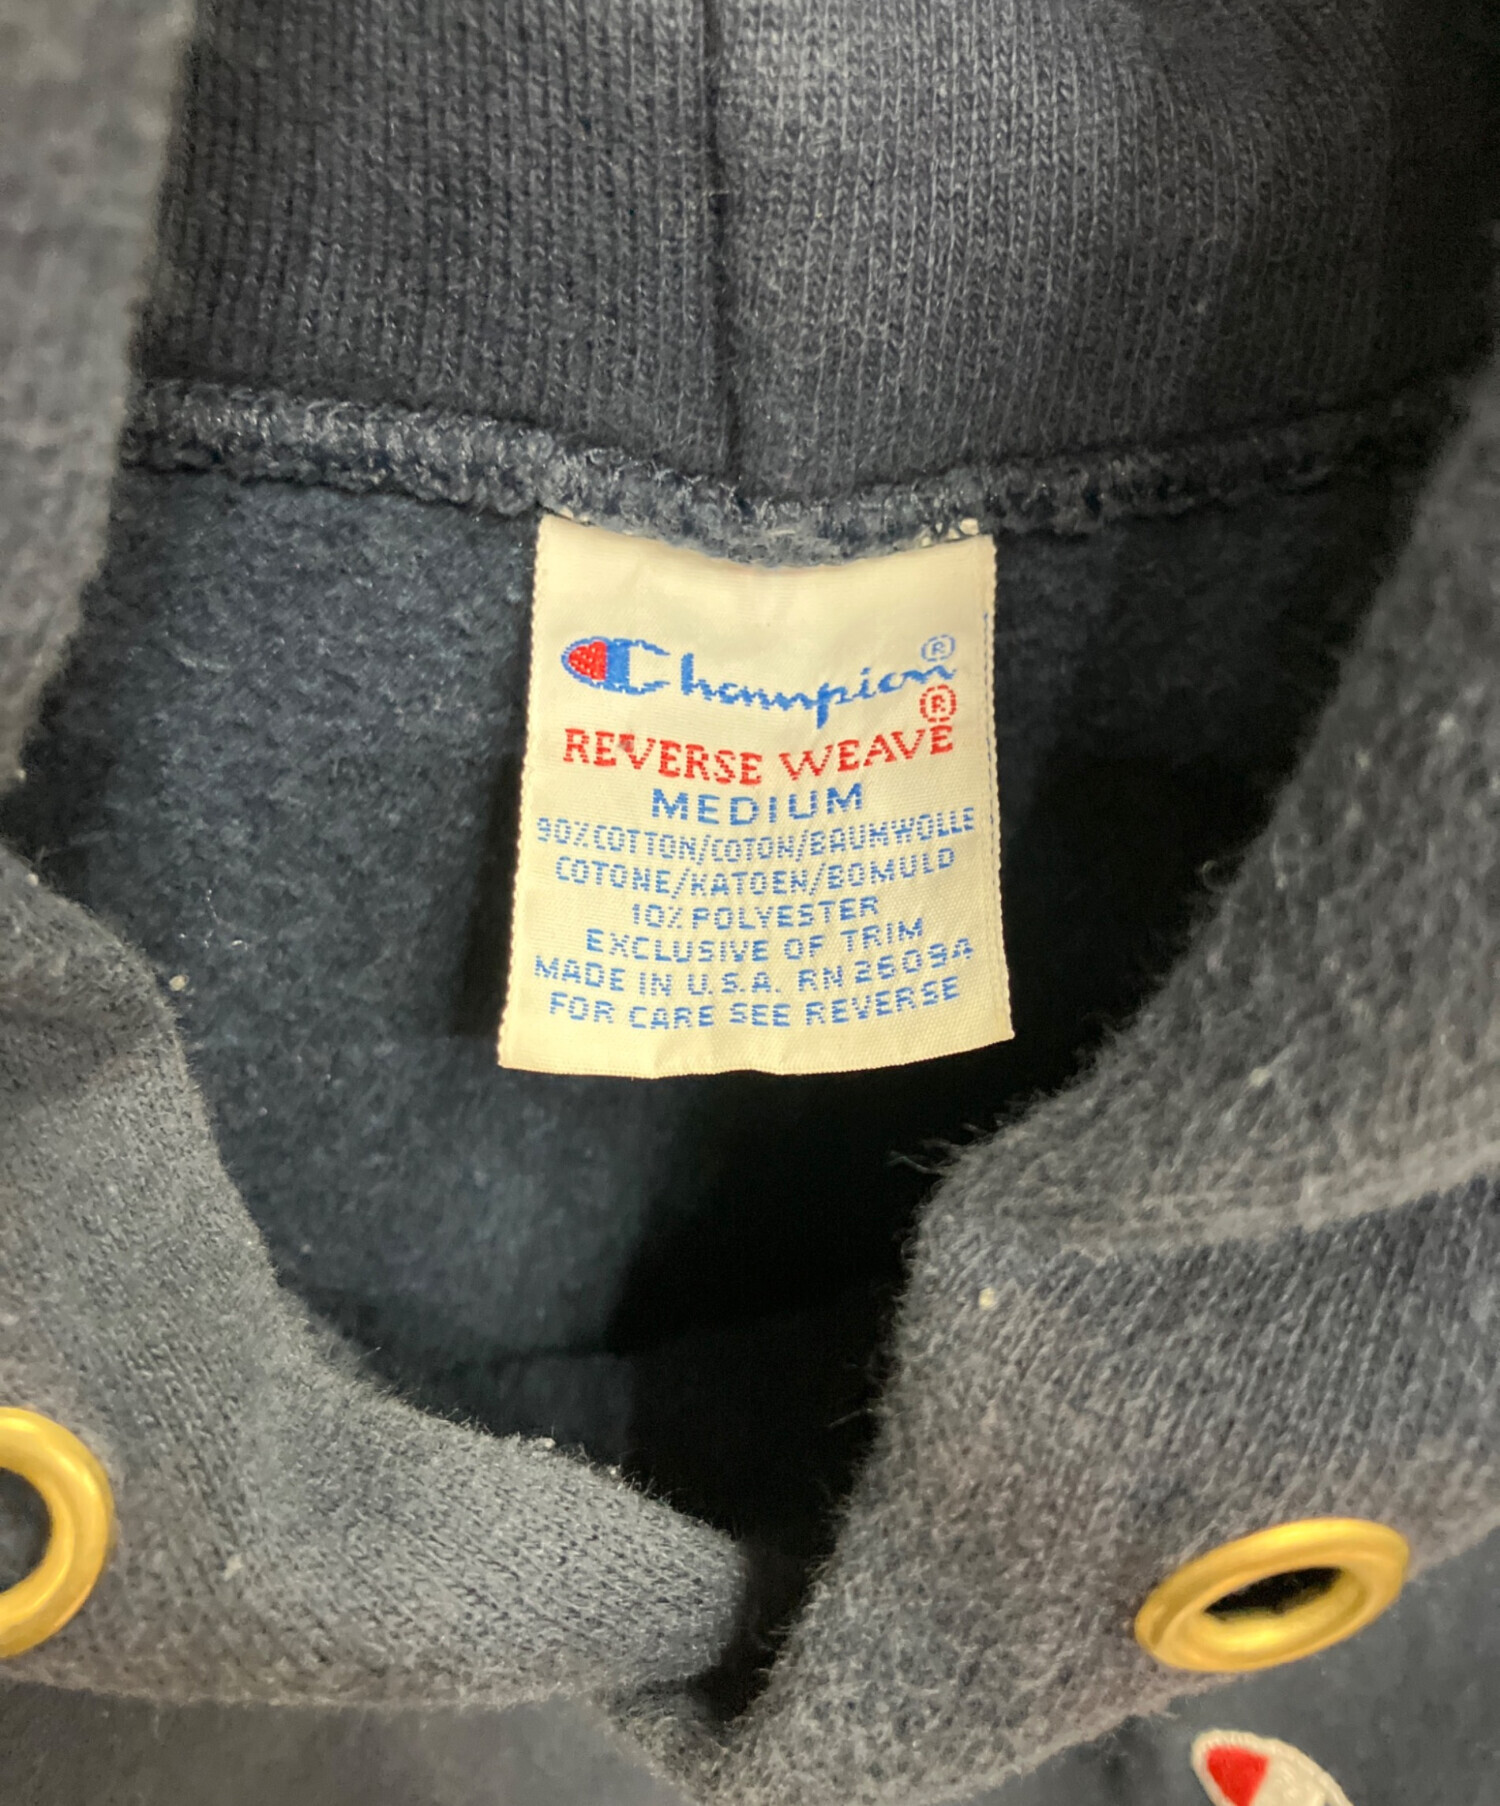 Champion®
®
REVERSE WEAVE
MEDIUM
90% COTTON/COTON/BAUMWOLLE
COTONE/KATOEN/BOMULD
10% POLYESTER
EXCLUSIVE OF TRIM
MADE IN U.S.A. RN 26094
FOR CARE SEE REVERSE